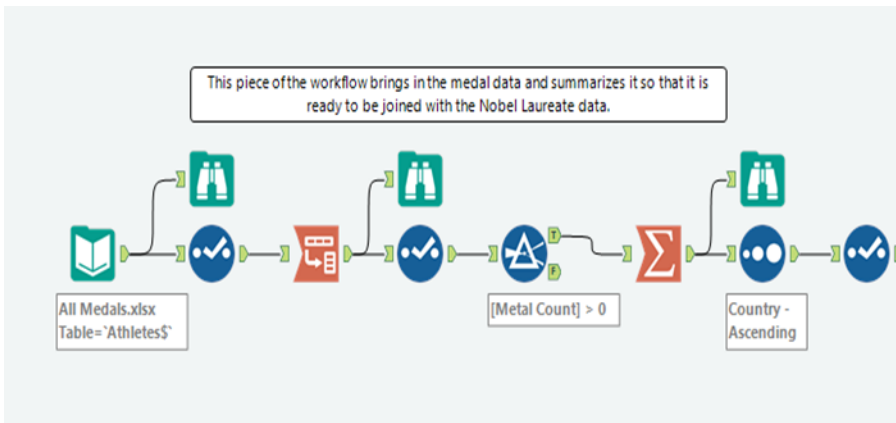 This piece of the workflow brings in the medal data and summarizes it so that it is
ready to be joined with the Nobel Laureate data.
T
F
All Medals.xlsx
Table=`Athletes$`
[Metal Count] > 0
Country -
Ascending